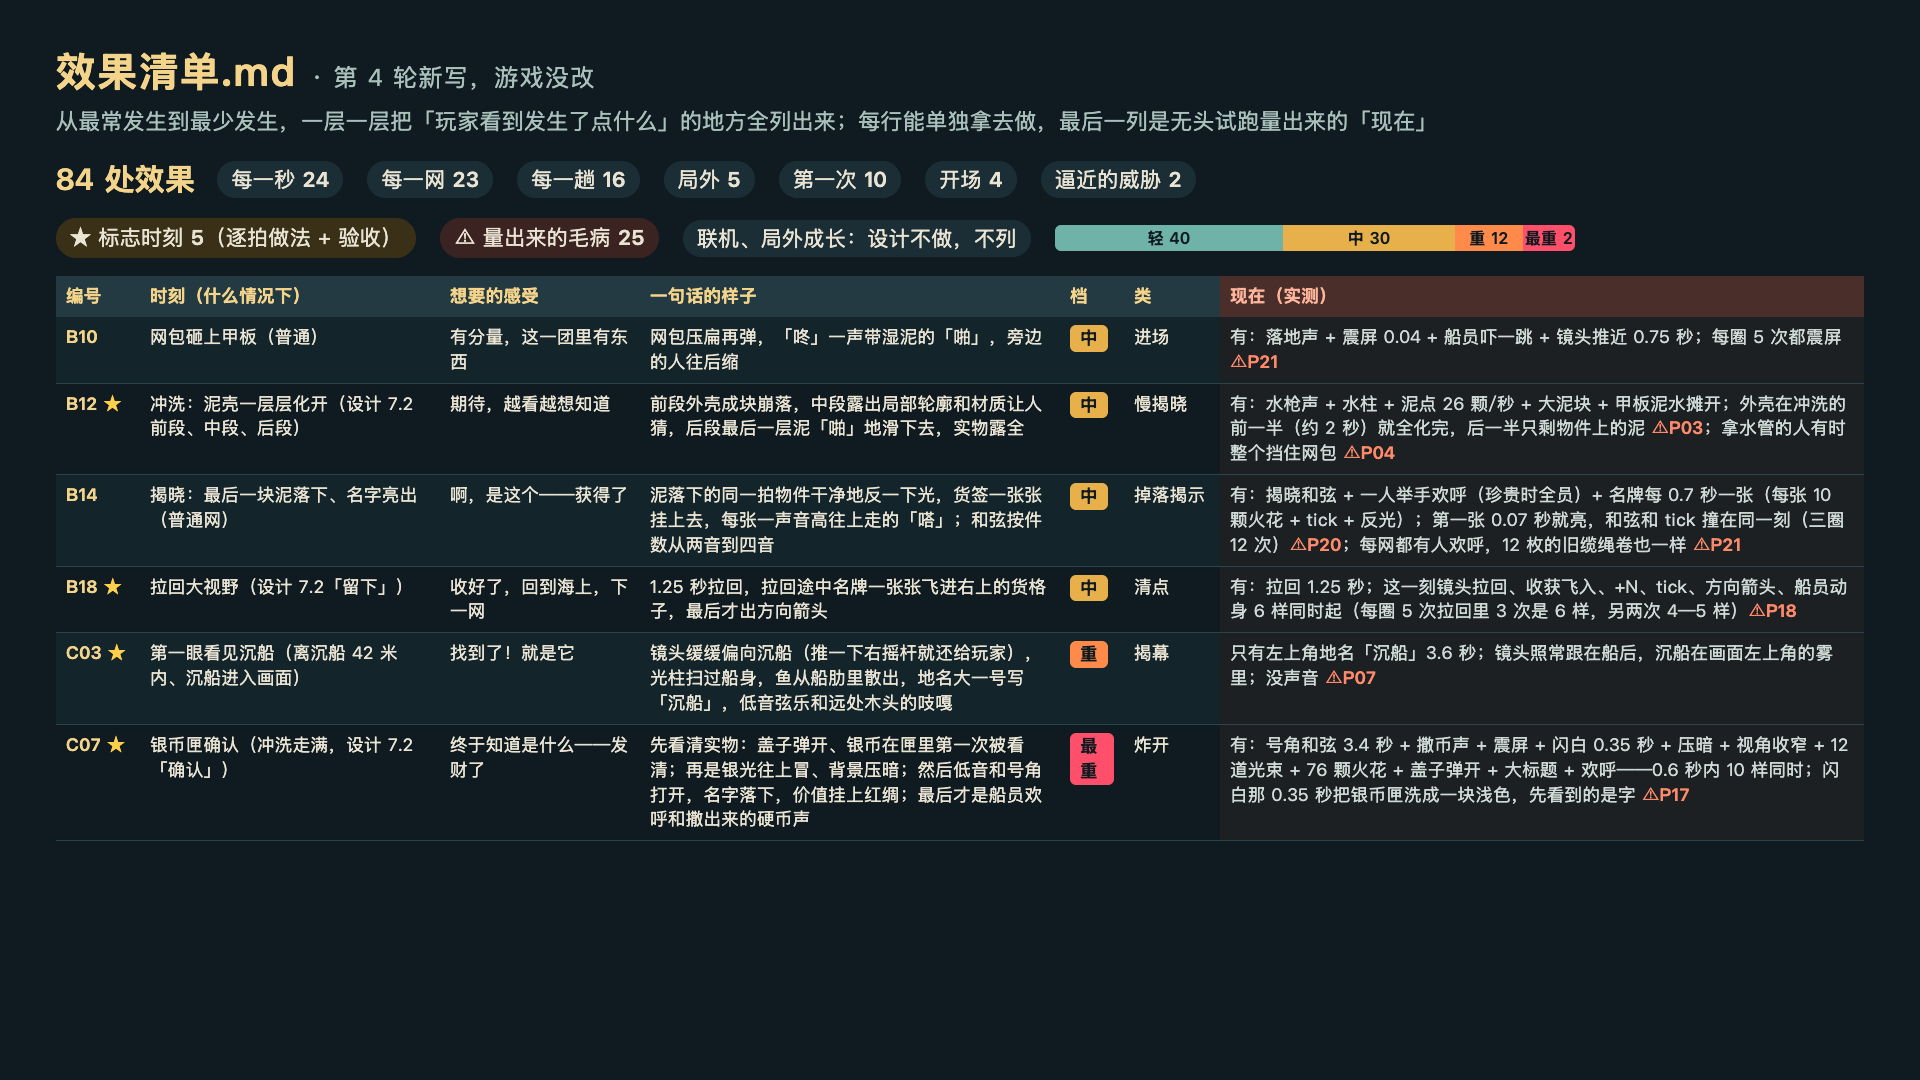 效果清单.md · 第 4 轮新写，游戏没改
从最常发生到最少发生，一层一层把「玩家看到发生了点什么」的地方全列出来；每行能单独拿去做，最后一列是无头试跑量出来的「现在」
84 处效果 每一秒 24 每一网 23 每一趟 16 局外 5 第一次 10 开场 4 逼近的威胁 2
★ 标志时刻 5（逐拍做法 + 验收） ⚠ 量出来的毛病 25 联机、局外成长：设计不做，不列 轻 40 中 30 重 12 最重 2
编号 时刻（什么情况下） 想要的感受 一句话的样子 档 类 现在（实测）
B10 网包砸上甲板（普通） 有分量，这一团里有东 网包压扁再弹，「咚」一声带湿泥的「啪」，旁边 中 进场 有：落地声 + 震屏 0.04 + 船员吓一跳 + 镜头推近 0.75 秒；每圈 5 次都震屏
西 的人往后缩 ⚠P21
B12 ★ 冲洗：泥壳一层层化开（设计 7.2 期待，越看越想知道 前段外壳成块崩落，中段露出局部轮廓和材质让人 中 慢揭晓 有：水枪声 + 水柱 + 泥点 26 颗/秒 + 大泥块 + 甲板泥水摊开；外壳在冲洗的
前段、中段、后段） 猜，后段最后一层泥「啪」地滑下去，实物露全 前一半（约 2 秒）就全化完，后一半只剩物件上的泥 ⚠P03；拿水管的人有时
整个挡住网包 ⚠P04
B14 揭晓：最后一块泥落下、名字亮出 啊，是这个——获得了 泥落下的同一拍物件干净地反一下光，货签一张张 中 掉落揭示 有：揭晓和弦 + 一人举手欢呼（珍贵时全员）+ 名牌每 0.7 秒一张（每张 10
（普通网） 挂上去，每张一声音高往上走的「嗒」；和弦按件 颗火花 + tick + 反光）；第一张 0.07 秒就亮，和弦和 tick 撞在同一刻（三圈
数从两音到四音 12 次）⚠P20；每网都有人欢呼，12 枚的旧缆绳卷也一样 ⚠P21
B18 ★ 拉回大视野（设计 7.2「留下」） 收好了，回到海上，下 1.25 秒拉回，拉回途中名牌一张张飞进右上的货格 中 清点 有：拉回 1.25 秒；这一刻镜头拉回、收获飞入、+N、tick、方向箭头、船员动
一网 子，最后才出方向箭头 身 6 样同时起（每圈 5 次拉回里 3 次是 6 样，另两次 4—5 样）⚠P18
C03 ★ 第一眼看见沉船（离沉船 42 米 找到了！就是它 镜头缓缓偏向沉船（推一下右摇杆就还给玩家）， 重 揭幕 只有左上角地名「沉船」3.6 秒；镜头照常跟在船后，沉船在画面左上角的雾
内、沉船进入画面） 光柱扫过船身，鱼从船肋里散出，地名大一号写 里；没声音 ⚠P07
「沉船」，低音弦乐和远处木头的吱嘎
C07 ★ 银币匣确认（冲洗走满，设计 7.2 终于知道是什么——发 先看清实物：盖子弹开、银币在匣里第一次被看 最 炸开 有：号角和弦 3.4 秒 + 撒币声 + 震屏 + 闪白 0.35 秒 + 压暗 + 视角收窄 + 12
「确认」） 财了 清；再是银光往上冒、背景压暗；然后低音和号角 重 道光束 + 76 颗火花 + 盖子弹开 + 大标题 + 欢呼——0.6 秒内 10 样同时；闪
打开，名字落下，价值挂上红绸；最后才是船员欢 白那 0.35 秒把银币匣洗成一块浅色，先看到的是字 ⚠P17
呼和撒出来的硬币声